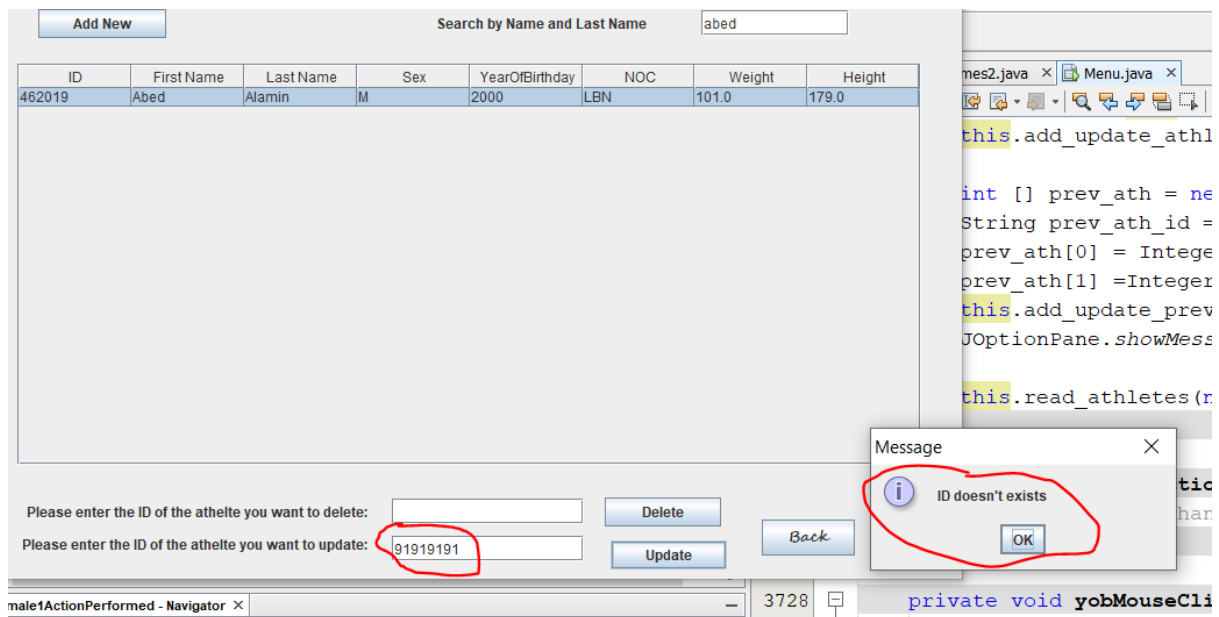 Add New
Search by Name and Last Name
abed
ID First Name Last Name Sex YearOfBirthday NOC Weight Height
462019 Abed Alamin M 2000 LBN 101.0 179.0
Please enter the ID of the athelte you want to delete:
Delete
Please enter the ID of the athelte you want to update:
91919191
Update
Back
mes2.java × Menu.java ×
this.add_update_athl
int [] prev_ath = ne
String prev_ath_id =
prev_ath[0] = Intege
prev_ath[1] =Integer
this.add_update_prev
JOptionPane.showMess
this.read_athletes(n
Message
ID doesn't exists
OK
tio
han
male1ActionPerformed - Navigator ×
3728 private void yobMouseCli